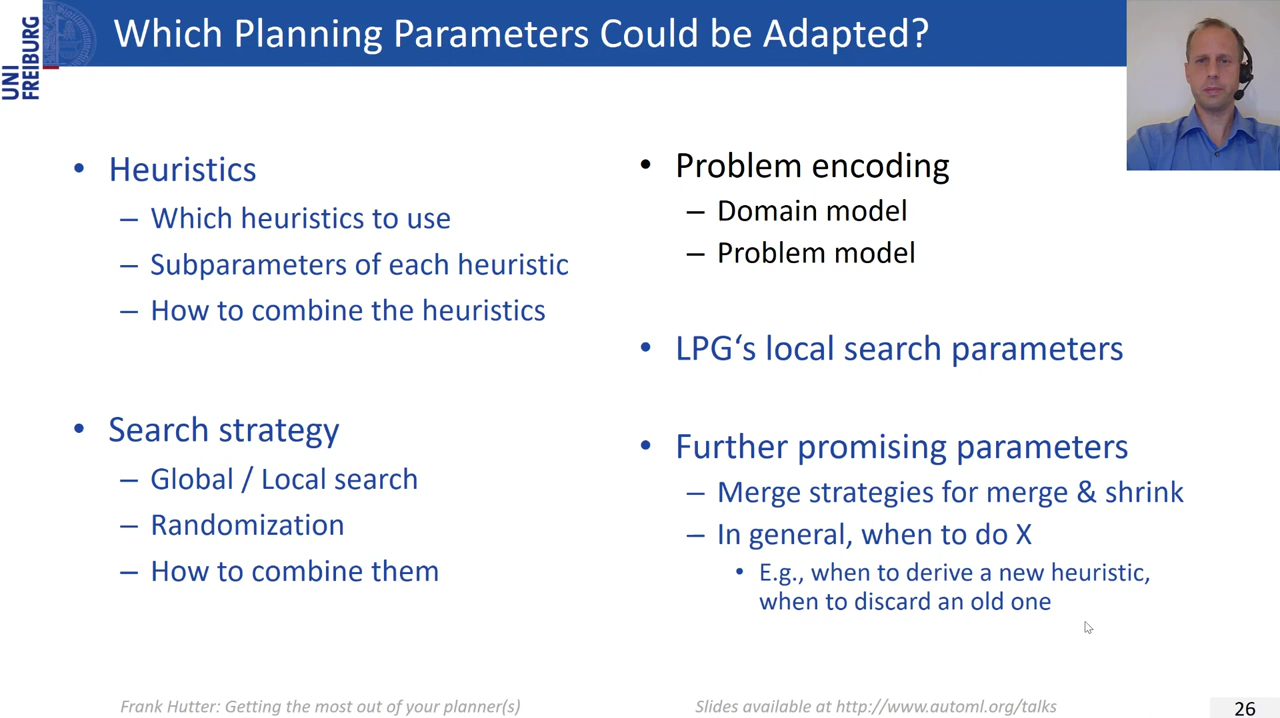 Which Planning Parameters Could be Adapted?
UNI
FREIBURG
• Heuristics
– Which heuristics to use
– Subparameters of each heuristic
– How to combine the heuristics
• Search strategy
– Global / Local search
– Randomization
– How to combine them
• Problem encoding
– Domain model
– Problem model
• LPG‘s local search parameters
• Further promising parameters
– Merge strategies for merge & shrink
– In general, when to do X
• E.g., when to derive a new heuristic,
when to discard an old one
Frank Hutter: Getting the most out of your planner(s)
Slides available at http://www.automl.org/talks
26